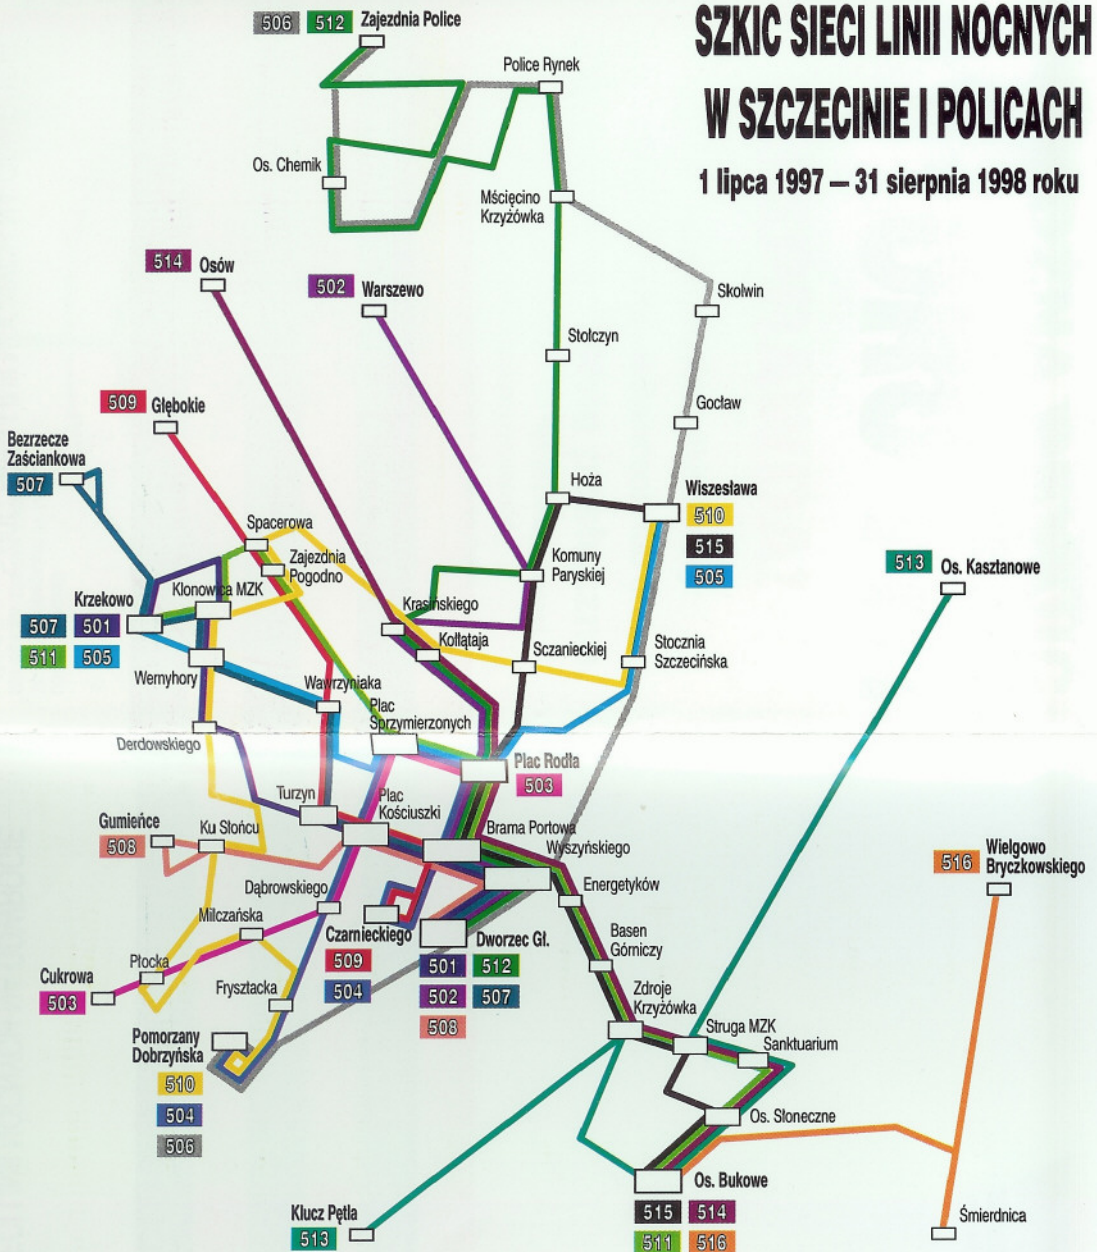 SZKIC SIECI LINII NOCNYCH
W SZCZECINIE I POLICACH
1 lipca 1997 — 31 sierpnia 1998 roku
506 512 Zajezdnia Police
Police Rynek
Os. Chemik
Mścięcino
Krzyżówka
514 Osów
502 Warszewo
Skolwin
Stołczyn
509 Głębokie
Gocław
Bezrzecze
Zaściankowa
507
Hoża
Wiszesława
510
515
505
Spacerowa
Zajezdnia
Pogodno
Komuny
Paryskiej
513 Os. Kasztanowe
Klonowica MZK
Krzekowo
507 501
511 505
Krasińskiego
Kołłątaja
Sczanieckiej
Stocznia
Szczecińska
Wernyhory
Wawrzyniaka
Plac
Sprzymierzonych
Derdowskiego
Plac Rodła
503
Turzyn
Plac
Kościuszki
Gumieńce
508
Ku Słońcu
Brama Portowa
Wyszyńskiego
516 Wielgowo
Bryczkowskiego
Dąbrowskiego
Energetyków
Milczańska
Czarnieckiego
509
504
Dworzec Gł.
501 512
502 507
508
Basen
Górniczy
Płocka
Cukrowa
503
Frysztacka
Zdroje
Krzyżówka
Pomorzany
Dobrzyńska
510
504
506
Struga MZK
Sanktuarium
Os. Słoneczne
Os. Bukowe
515 514
511 516
Klucz Pętla
513
Śmierdnica